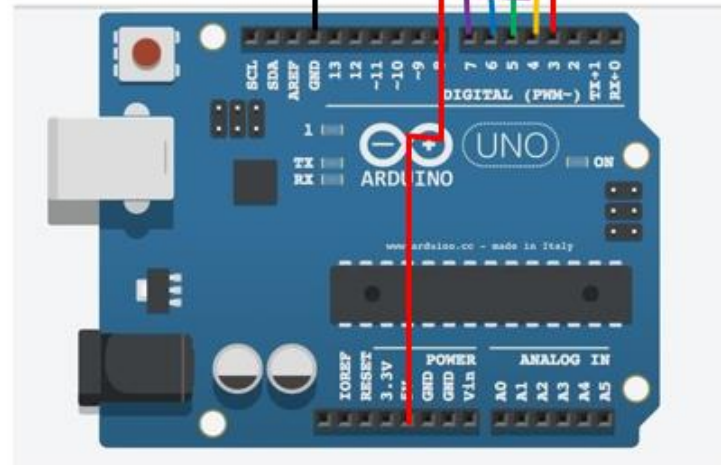 SCL
SDA
AREF
GND
13
12
~11
~10
~9
8
7
6
5
4
3
2
TX→1
RX←0
DIGITAL (PWM~)
1
TX
RX
ARDUINO
UNO
ON
www.arduino.cc - made in Italy
POWER
ANALOG IN
IOREF
RESET
3.3V
GND
GND
Vin
A0
A1
A2
A3
A4
A5